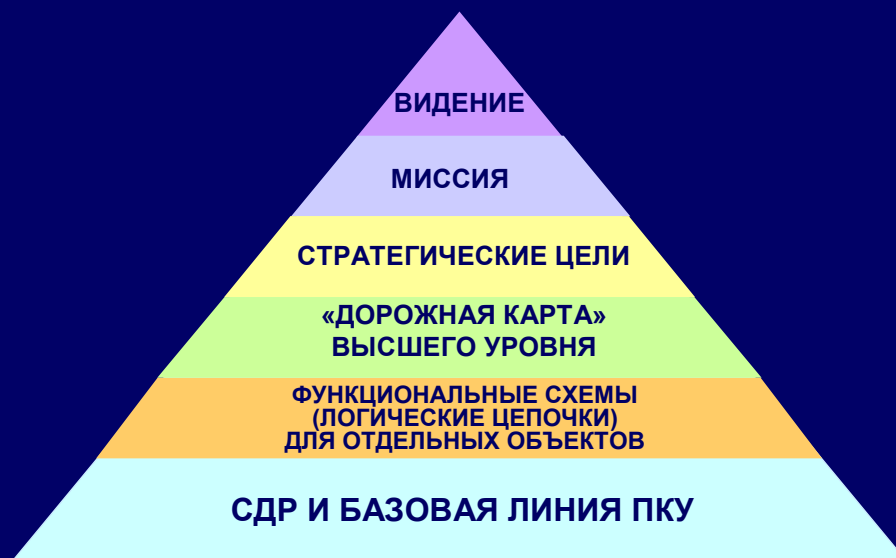 ВИДЕНИЕ
МИССИЯ
СТРАТЕГИЧЕСКИЕ ЦЕЛИ
«ДОРОЖНАЯ КАРТА»
ВЫСШЕГО УРОВНЯ
ФУНКЦИОНАЛЬНЫЕ СХЕМЫ
(ЛОГИЧЕСКИЕ ЦЕПОЧКИ)
ДЛЯ ОТДЕЛЬНЫХ ОБЪЕКТОВ
СДР И БАЗОВАЯ ЛИНИЯ ПКУ